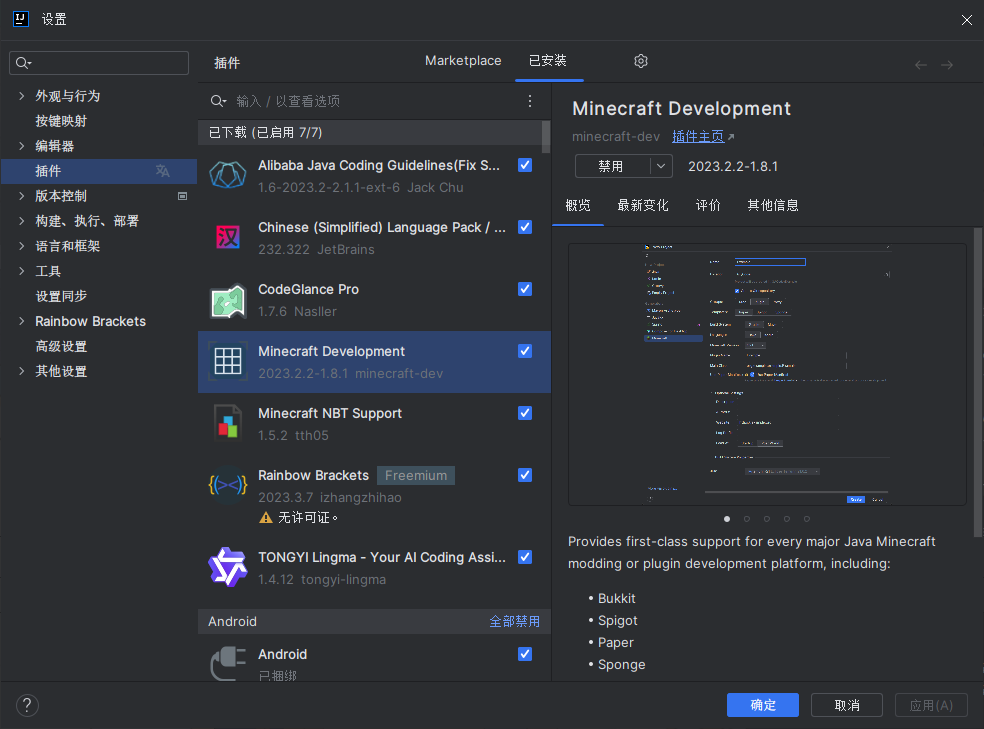 设置
插件
Marketplace
已安装
外观与行为
按键映射
编辑器
插件
版本控制
构建、执行、部署
语言和框架
工具
设置同步
Rainbow Brackets
高级设置
其他设置
输入 / 以查看选项
已下载 (已启用 7/7)
Alibaba Java Coding Guidelines(Fix S...
1.6-2023.2-2.1.1-ext-6 Jack Chu
Chinese (Simplified) Language Pack / ...
232.322 JetBrains
CodeGlance Pro
1.7.6 Nasller
Minecraft Development
2023.2.2-1.8.1 minecraft-dev
Minecraft NBT Support
1.5.2 tth05
Rainbow Brackets Freemium
2023.3.7 izhangzhihao
无许可证。
TONGYI Lingma - Your AI Coding Assi...
1.4.12 tongyi-lingma
Android
全部禁用
Android
已捆绑
Minecraft Development
minecraft-dev 插件主页
禁用
2023.2.2-1.8.1
概览
最新变化
评价
其他信息
Provides first-class support for every major Java Minecraft
modding or plugin development platform, including:
• Bukkit
• Spigot
• Paper
• Sponge
?
确定
取消
应用(A)